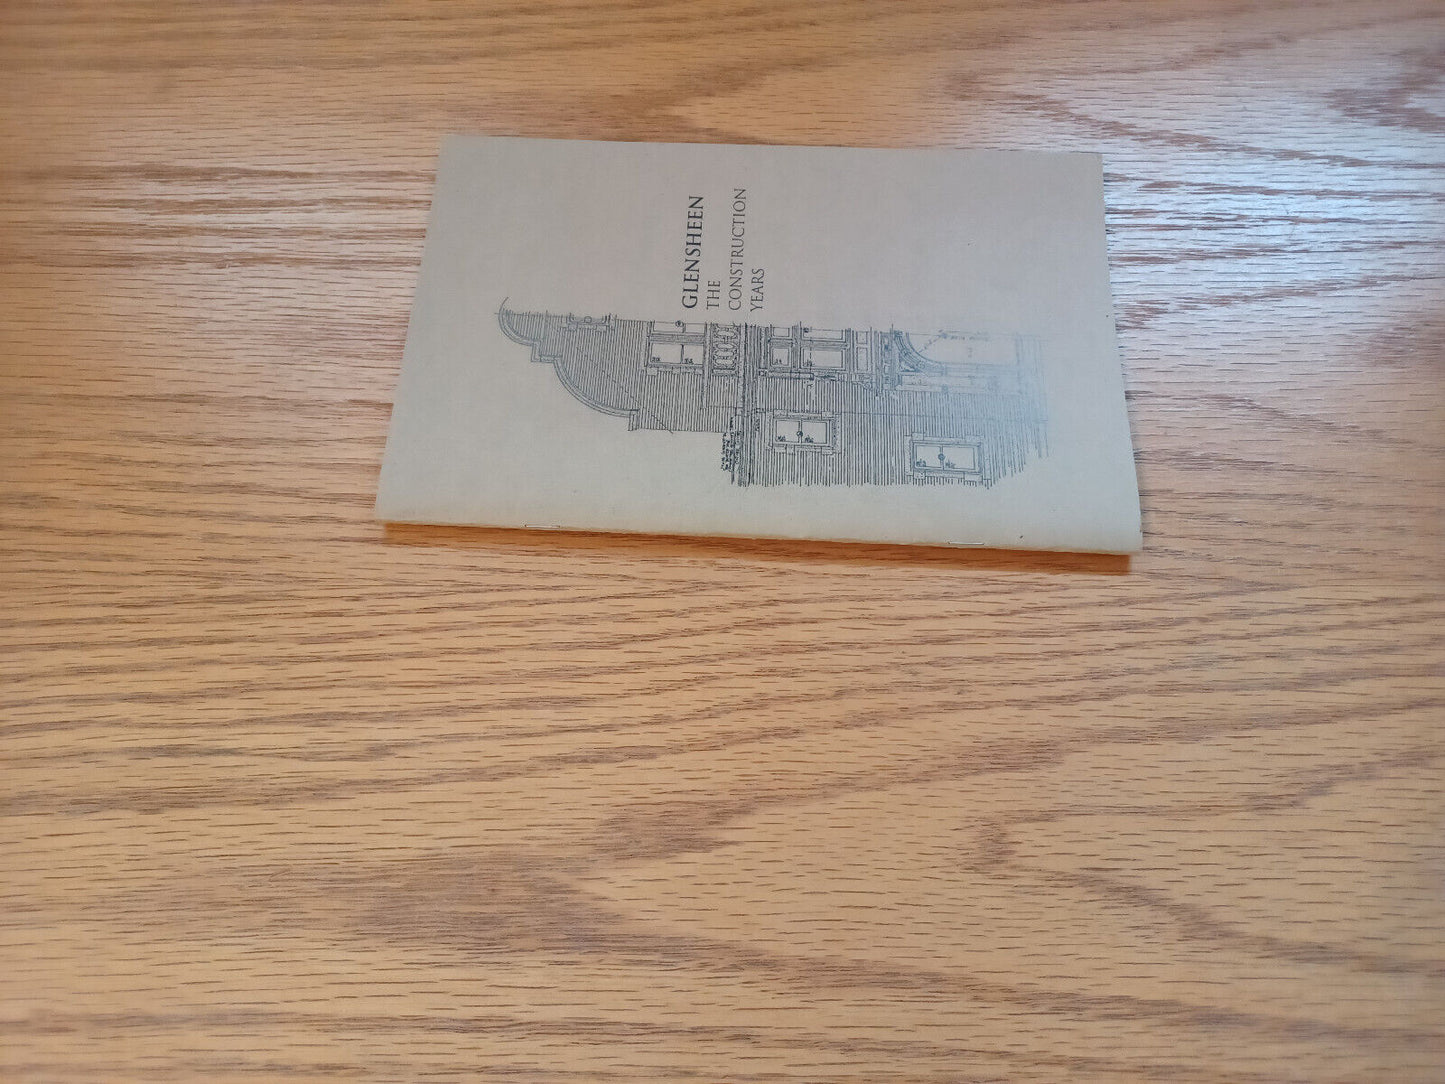 GLENSHEEN
THE
CONSTRUCTION
YEARS